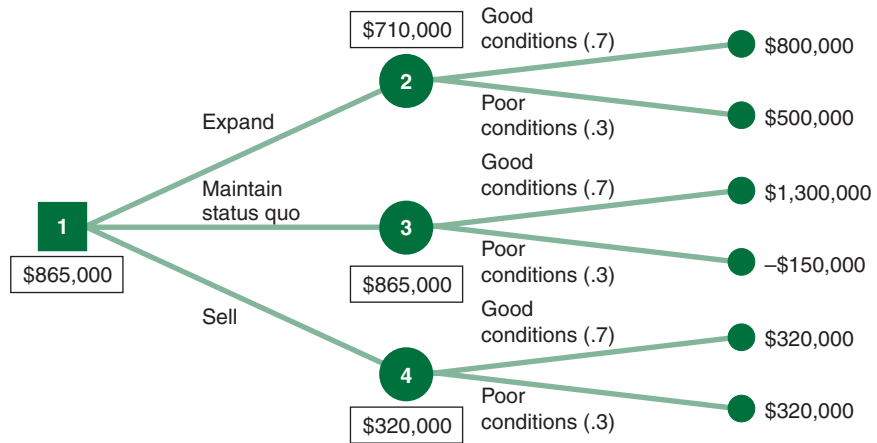 $710,000
Good
conditions (.7)
$800,000
2
Poor
conditions (.3)
$500,000
Expand
Good
conditions (.7)
$1,300,000
Maintain
status quo
1
3
$865,000
$865,000
Poor
conditions (.3)
–$150,000
Sell
Good
conditions (.7)
$320,000
4
Poor
conditions (.3)
$320,000
$320,000